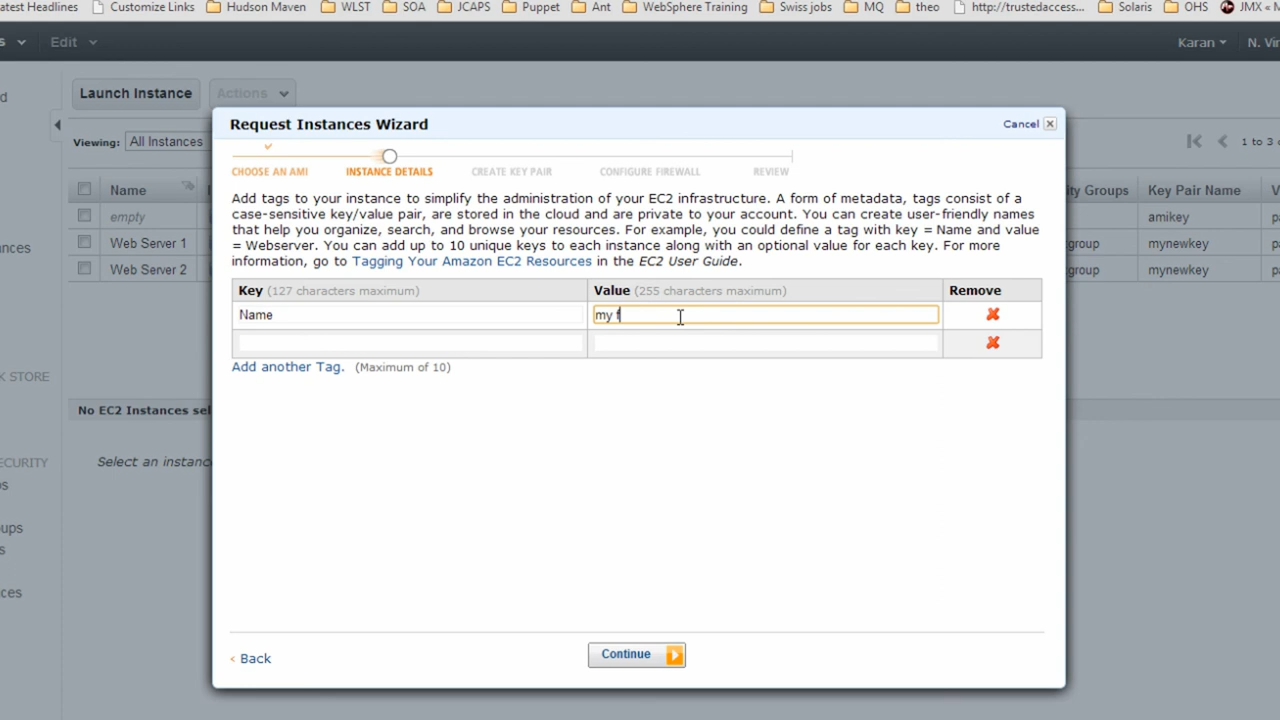 atest Headlines Customize Links Hudson Maven WLST SOA JCAPS Puppet Ant WebSphere Training Swiss jobs MQ theo http://trustedaccess... Solaris OHS JMX «
s Edit Karan N. Vir
d Launch Instance Actions
Viewing: All Instances 1 to 3
Request Instances Wizard Cancel
CHOOSE AN AMI INSTANCE DETAILS CREATE KEY PAIR CONFIGURE FIREWALL REVIEW
Name ty Groups Key Pair Name
empty amikey
Web Server 1 tgroup mynewkey
Web Server 2 tgroup mynewkey
nces
Add tags to your instance to simplify the administration of your EC2 infrastructure. A form of metadata, tags consist of a
case-sensitive key/value pair, are stored in the cloud and are private to your account. You can create user-friendly names
that help you organize, search, and browse your resources. For example, you could define a tag with key = Name and value
= Webserver. You can add up to 10 unique keys to each instance along with an optional value for each key. For more
information, go to Tagging Your Amazon EC2 Resources in the EC2 User Guide.
Key (127 characters maximum) Value (255 characters maximum) Remove
Name my f
Add another Tag. (Maximum of 10)
K STORE
No EC2 Instances sel
ECURITY Select an instanc
ps
ups
s
ces
< Back Continue